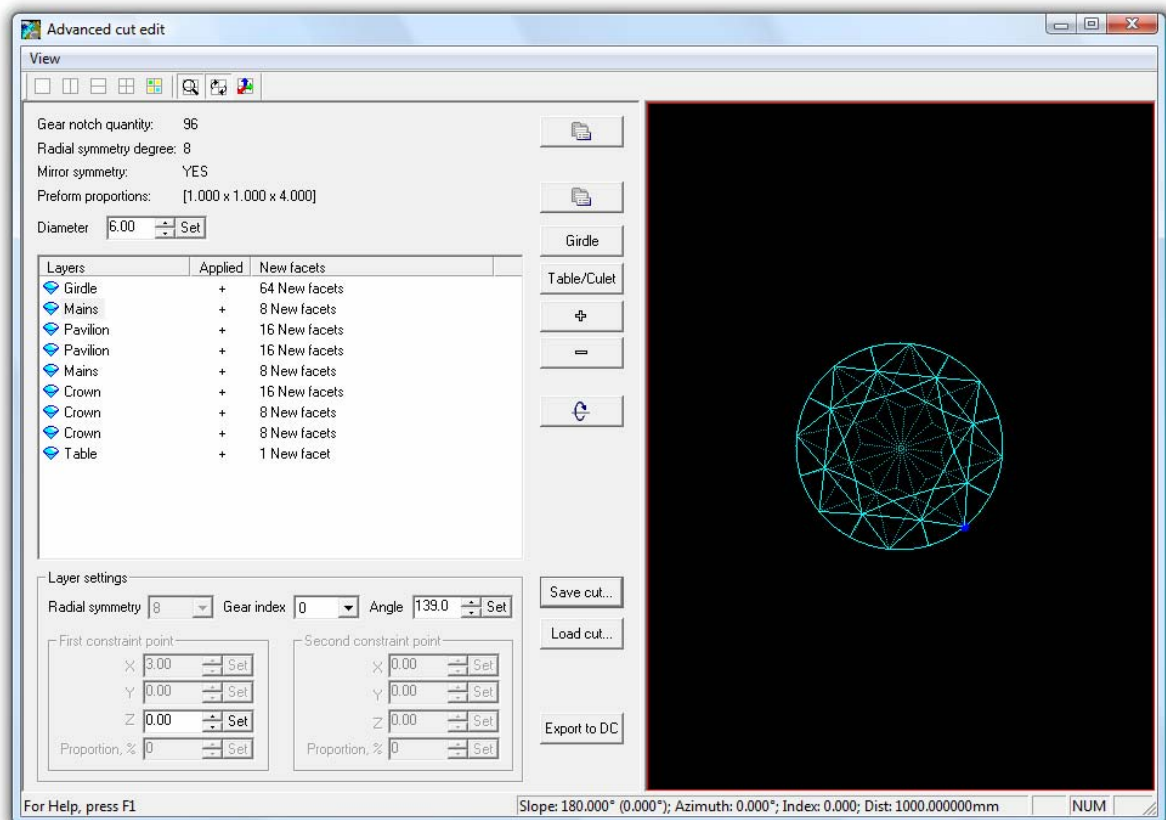 Advanced cut edit
View
Gear notch quantity: 96
Radial symmetry degree: 8
Mirror symmetry: YES
Preform proportions: [1.000 x 1.000 x 4.000]
Diameter 6.00 Set
Girdle
Table/Culet
Layers Applied New facets
Girdle + 64 New facets
Mains + 8 New facets
Pavilion + 16 New facets
Pavilion + 16 New facets
Mains + 8 New facets
Crown + 16 New facets
Crown + 8 New facets
Crown + 8 New facets
Table + 1 New facet
Layer settings
Radial symmetry 8 Gear index 0 Angle 139.0 Set
First constraint point
X 3.00 Set
Y 0.00 Set
Z 0.00 Set
Proportion, % 0 Set
Second constraint point
X 0.00 Set
Y 0.00 Set
Z 0.00 Set
Proportion, % 0 Set
Save cut...
Load cut...
Export to DC
For Help, press F1
Slope: 180.000° (0.000°); Azimuth: 0.000°; Index: 0.000; Dist: 1000.000000mm
NUM